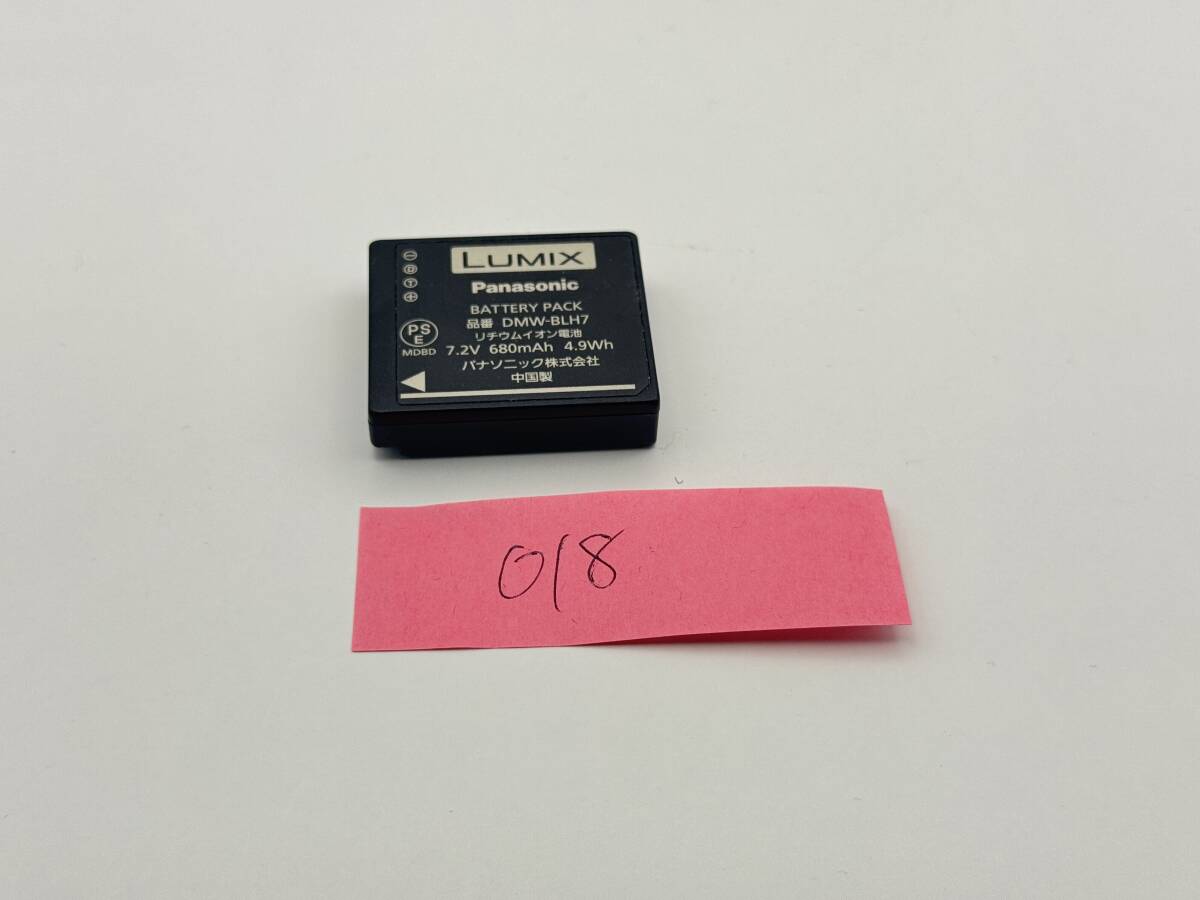 LUMIX
Panasonic
BATTERY PACK
品番 DMW-BLH7
リチウムイオン電池
7.2V 680mAh 4.9Wh
パナソニック株式会社
中国製
− D T +
PS
E
MDBD
018